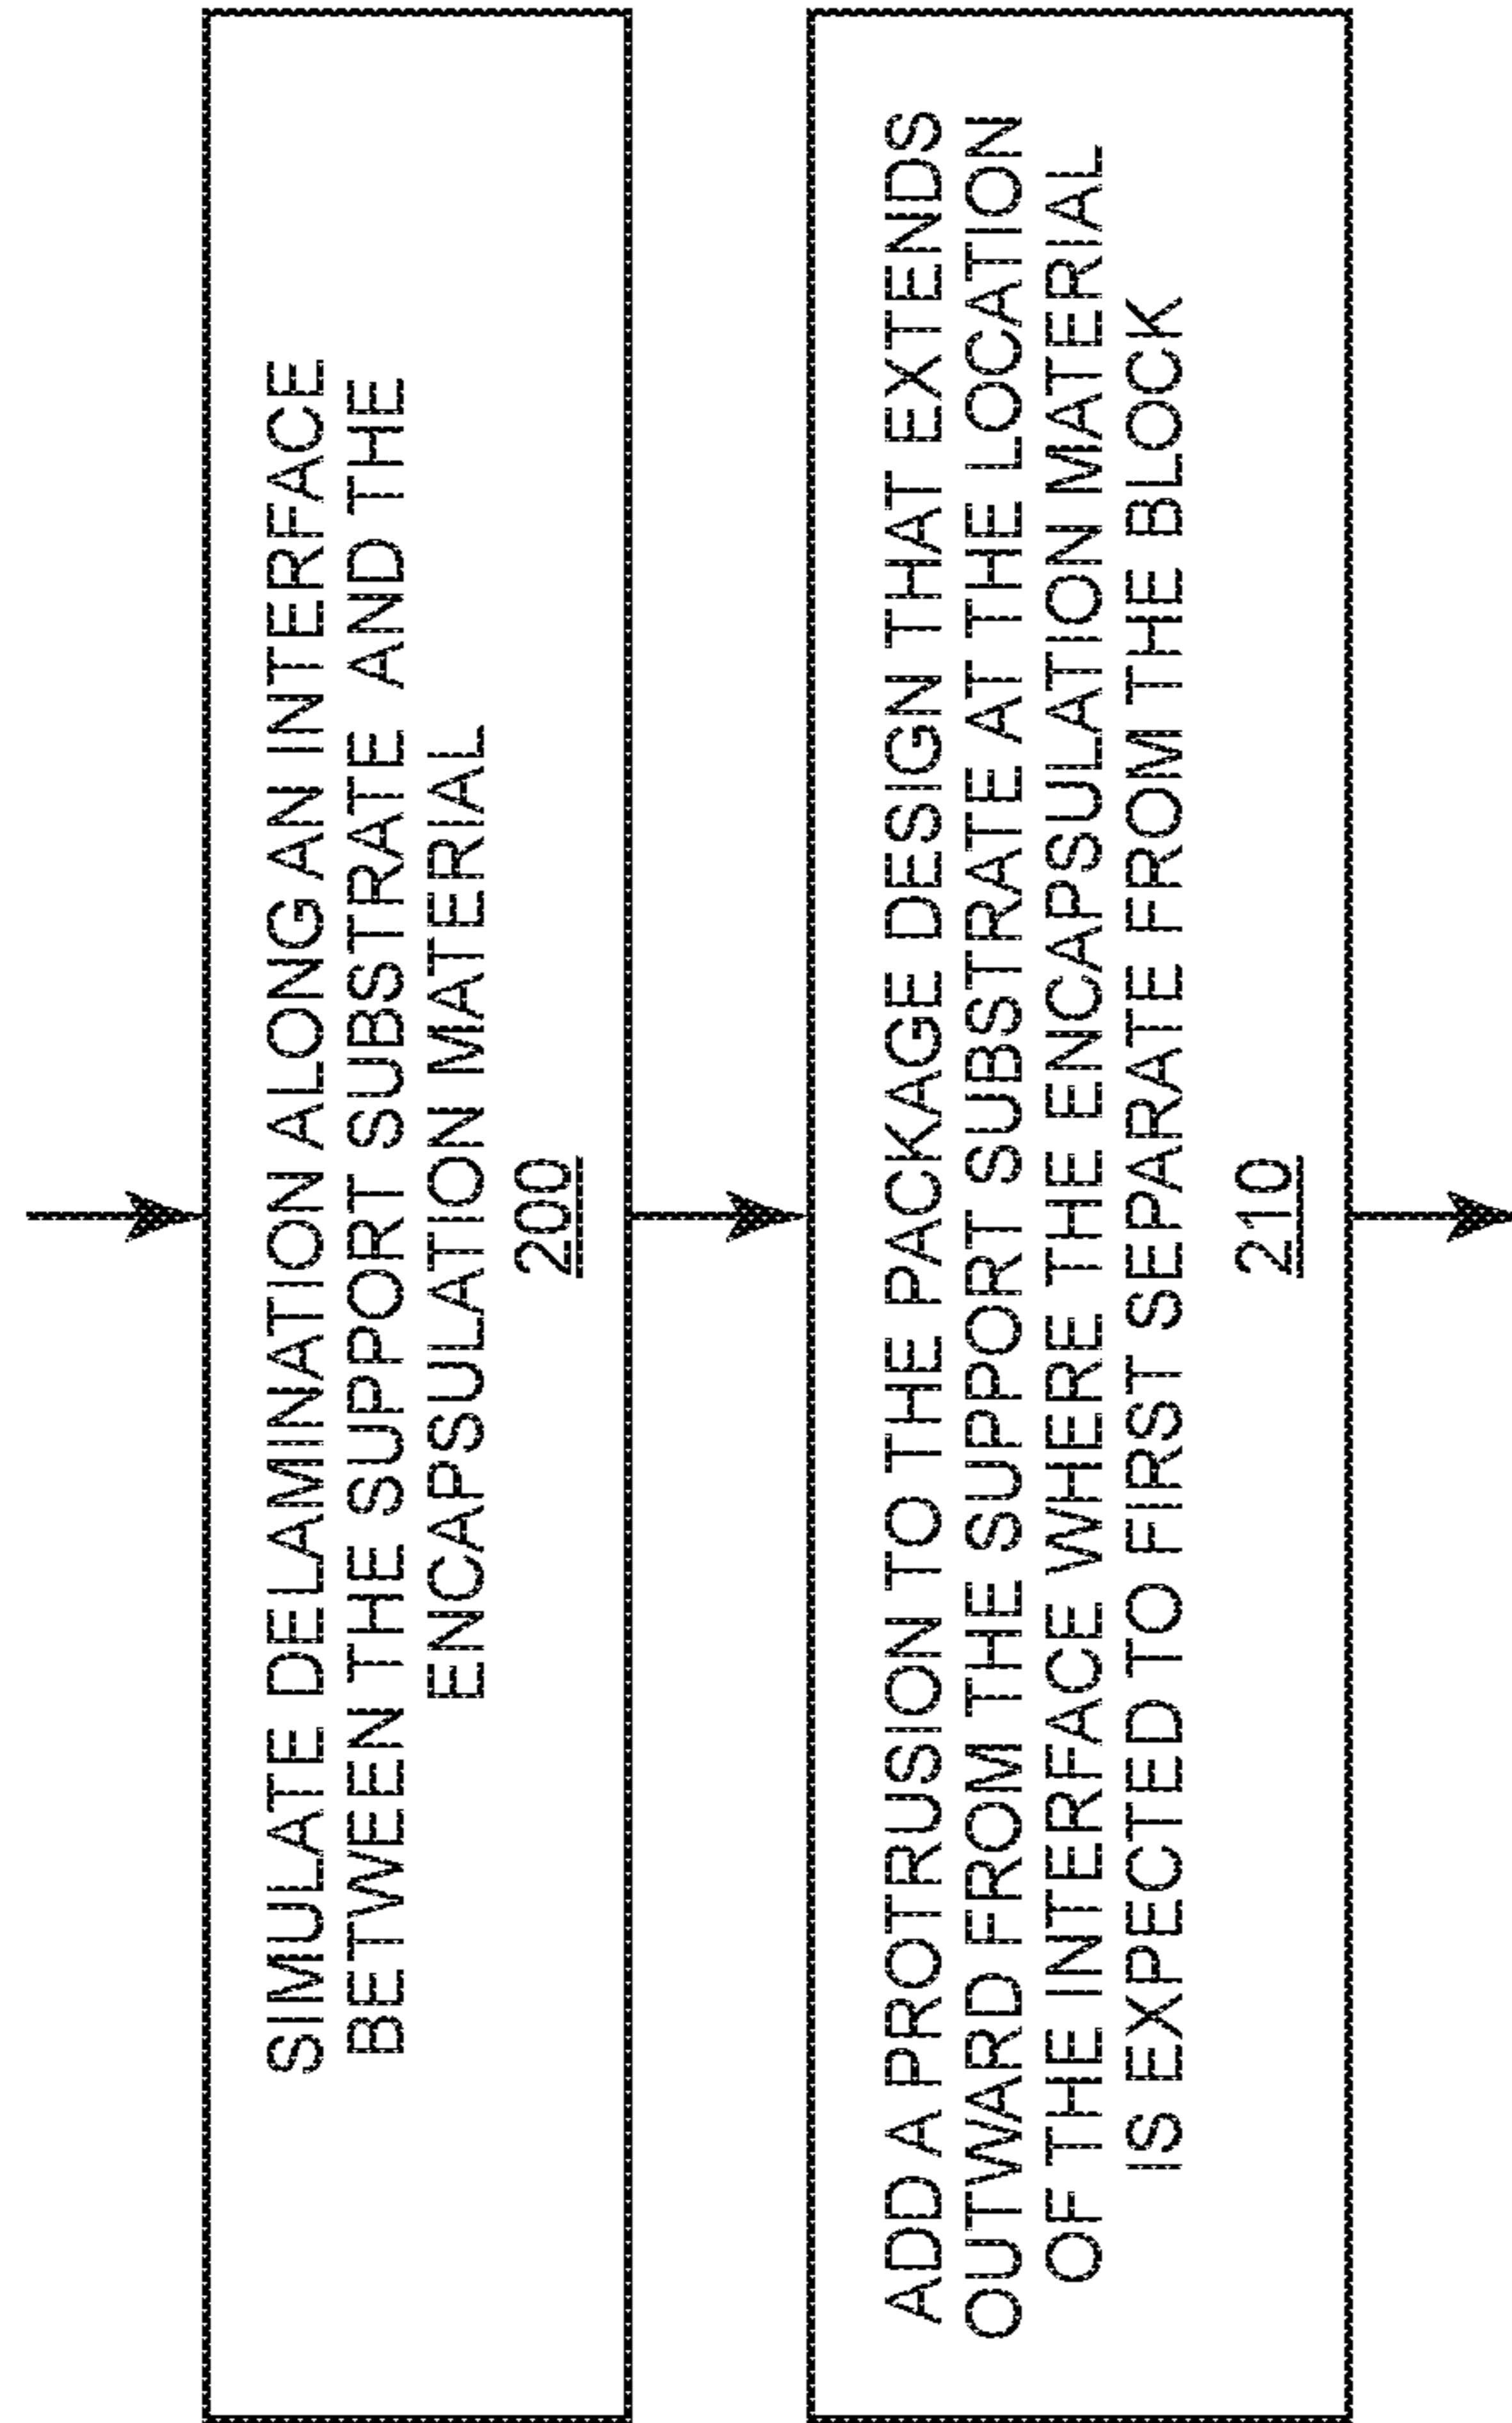 SIMULATE DELAMINATION ALONG AN INTERFACE
BETWEEN THE SUPPORT SUBSTRATE AND THE
ENCAPSULATION MATERIAL
200
ADD A PROTRUSION TO THE PACKAGE DESIGN THAT EXTENDS
OUTWARD FROM THE SUPPORT SUBSTRATE AT THE LOCATION
OF THE INTERFACE WHERE THE ENCAPSULATION MATERIAL
IS EXPECTED TO FIRST SEPARATE FROM THE BLOCK
210